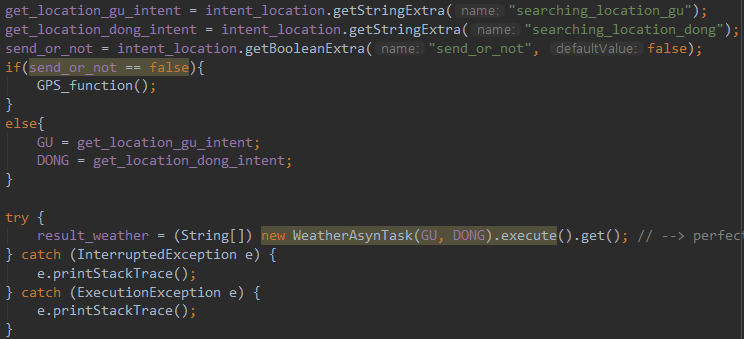 get_location_gu_intent = intent_location.getStringExtra( name: "searching_location_gu");
get_location_dong_intent = intent_location.getStringExtra( name: "searching_location_dong");
send_or_not = intent_location.getBooleanExtra( name: "send_or_not", defaultValue: false);
if(send_or_not == false){
    GPS_function();
}
else{
    GU = get_location_gu_intent;
    DONG = get_location_dong_intent;
}
try {
    result_weather = (String[]) new WeatherAsynTask(GU, DONG).execute().get(); // --> perfect
} catch (InterruptedException e) {
    e.printStackTrace();
} catch (ExecutionException e) {
    e.printStackTrace();
}